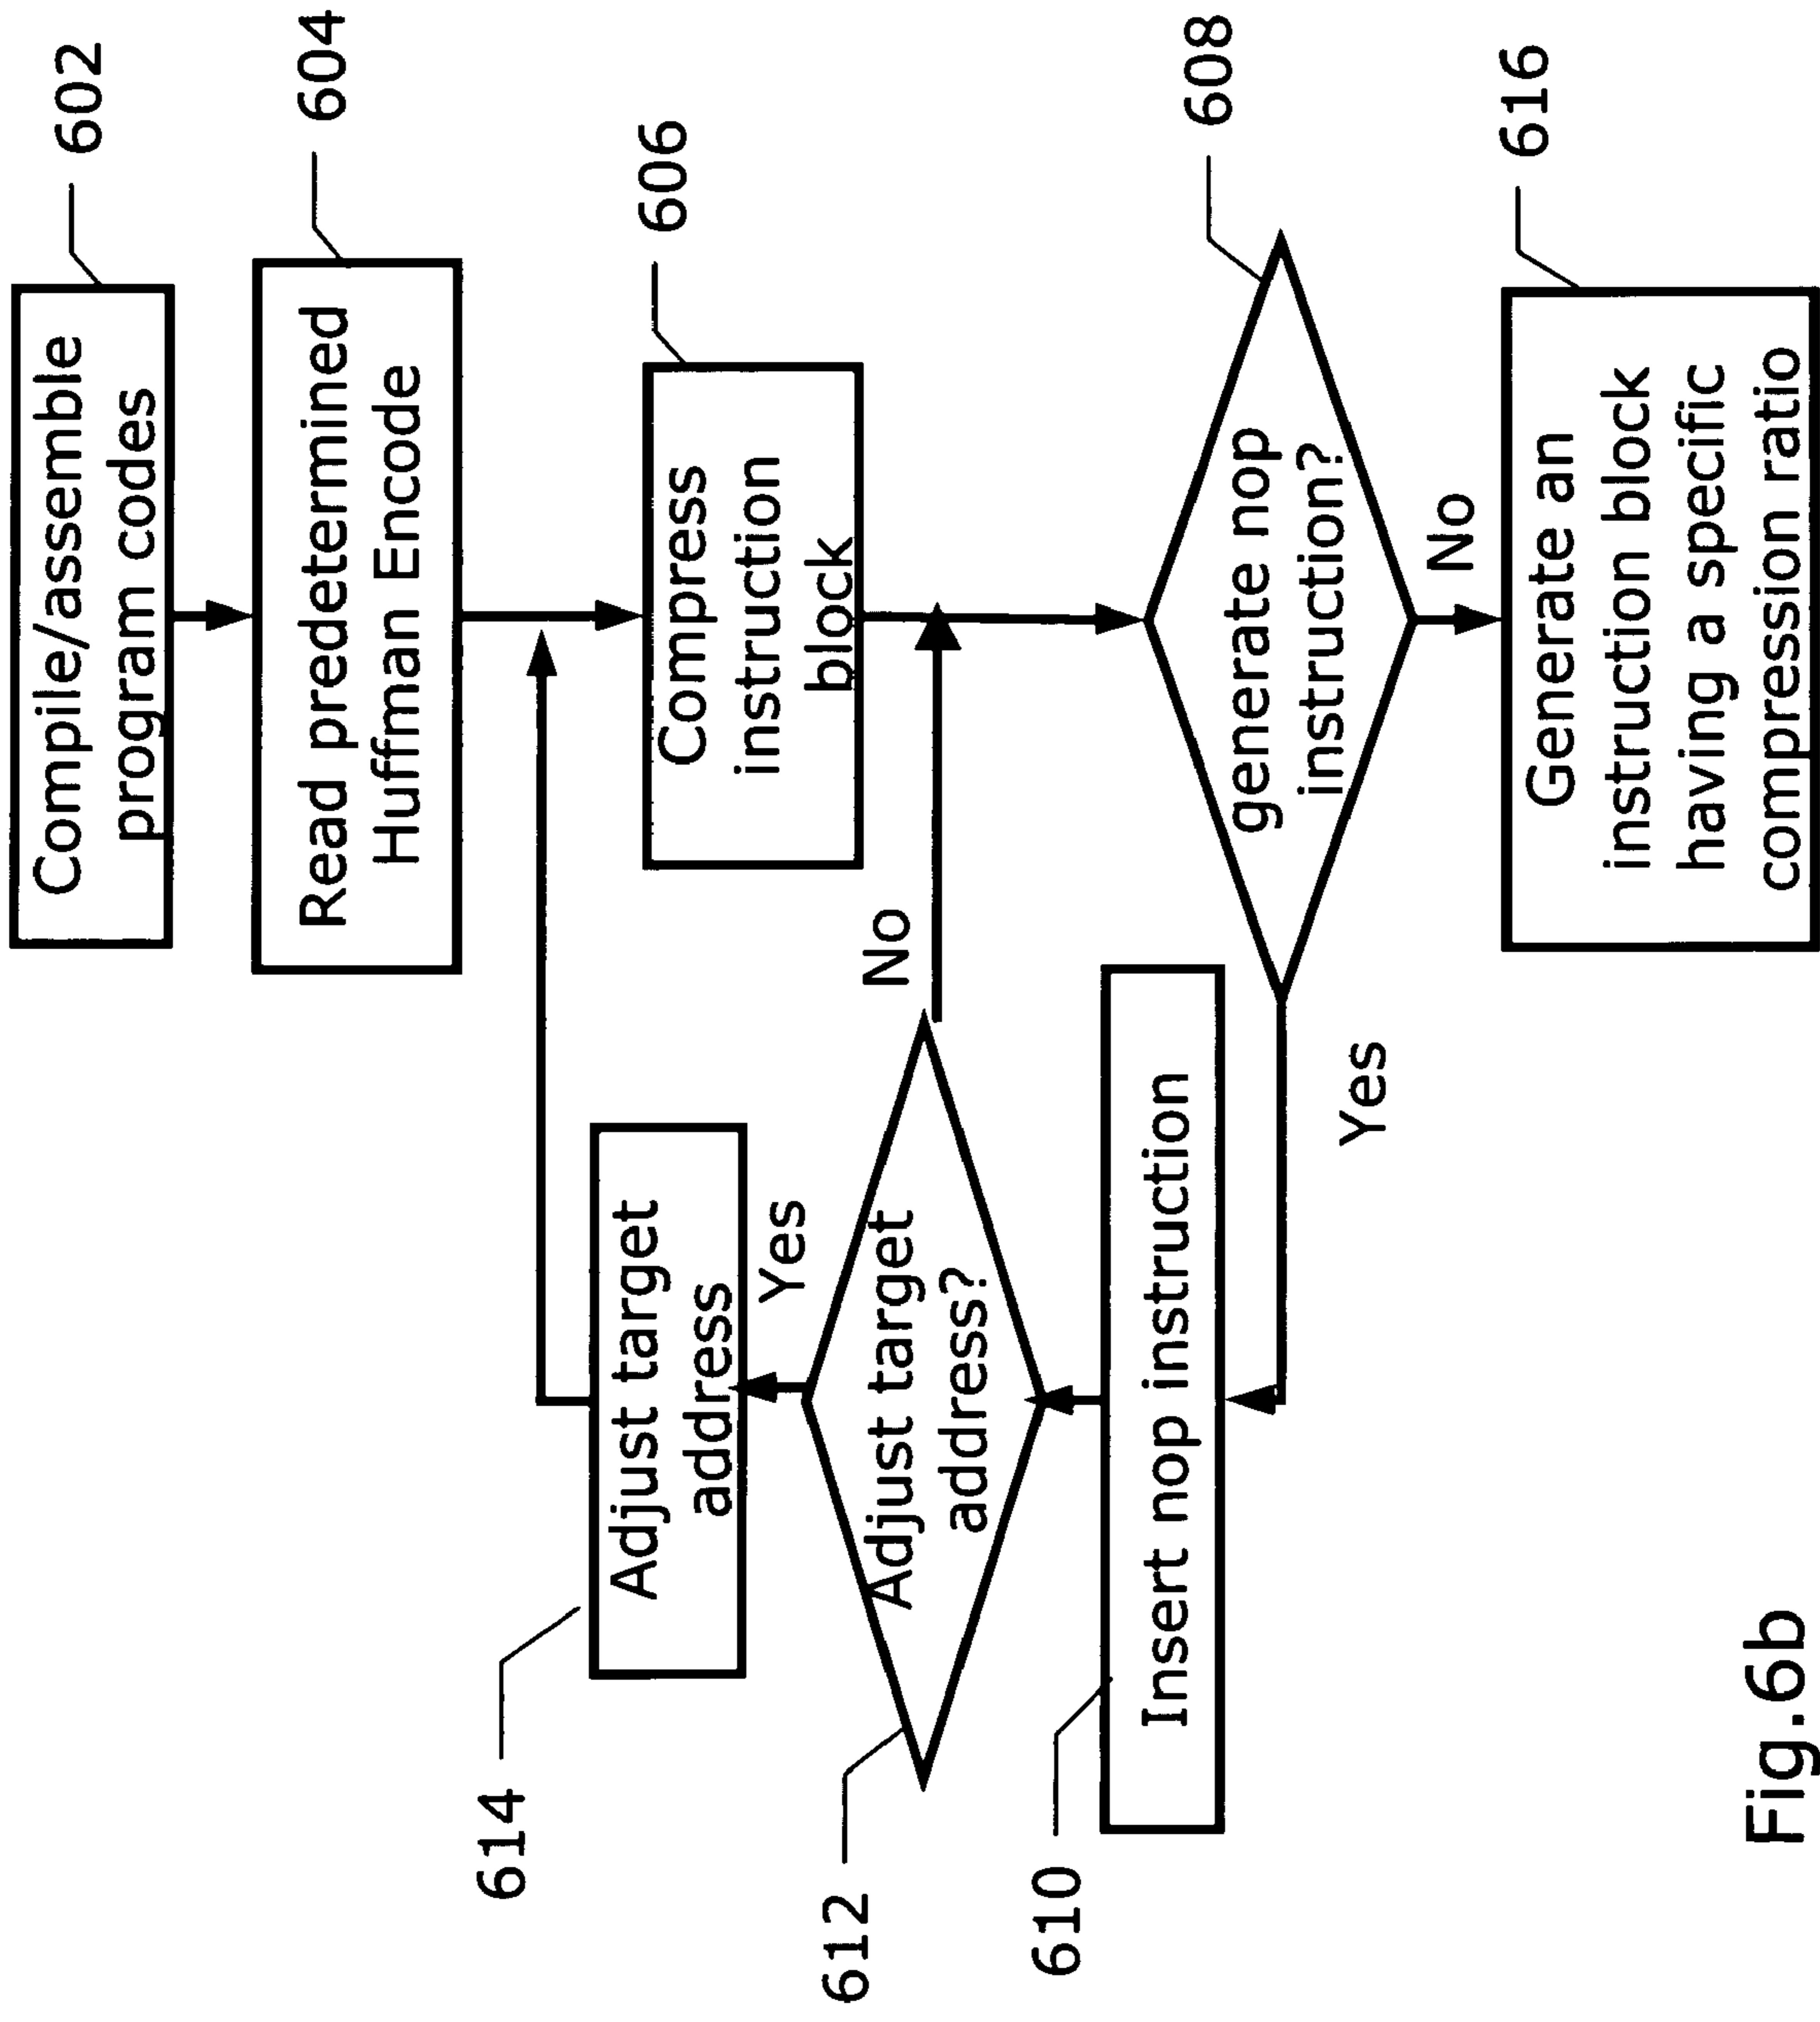 Compile/assemble
program codes
602
Read predetermined
Huffman Encode
604
Compress
instruction
block
606
generate nop
instruction?
608
No
Yes
Generate an
instruction block
having a specific
compression ratio
616
Insert nop instruction
610
Adjust target
address?
612
No
Yes
Adjust target
address
614
Fig.6b